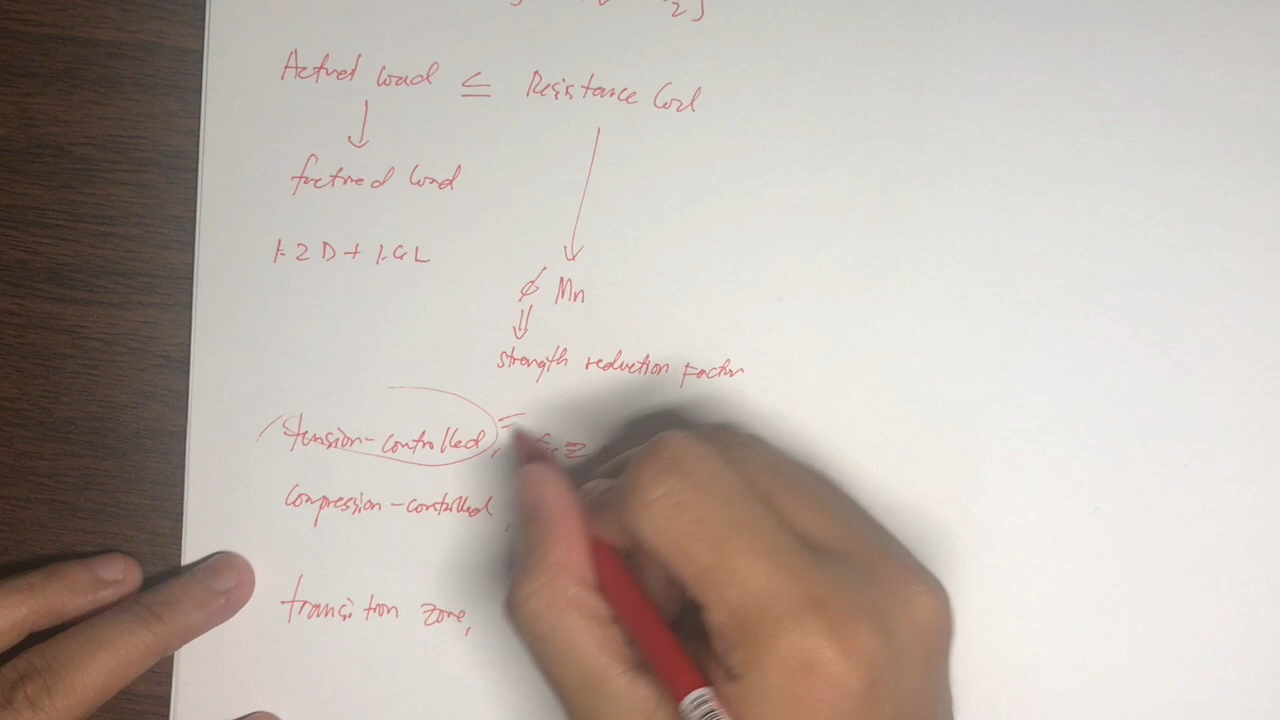 2 ]
Actual load ≤ Resistance Load
factored load
1.2 D + 1.6 L
ϕ Mn
strength reduction Factor
tension-controlled,
compression-controlled,
transition zone,